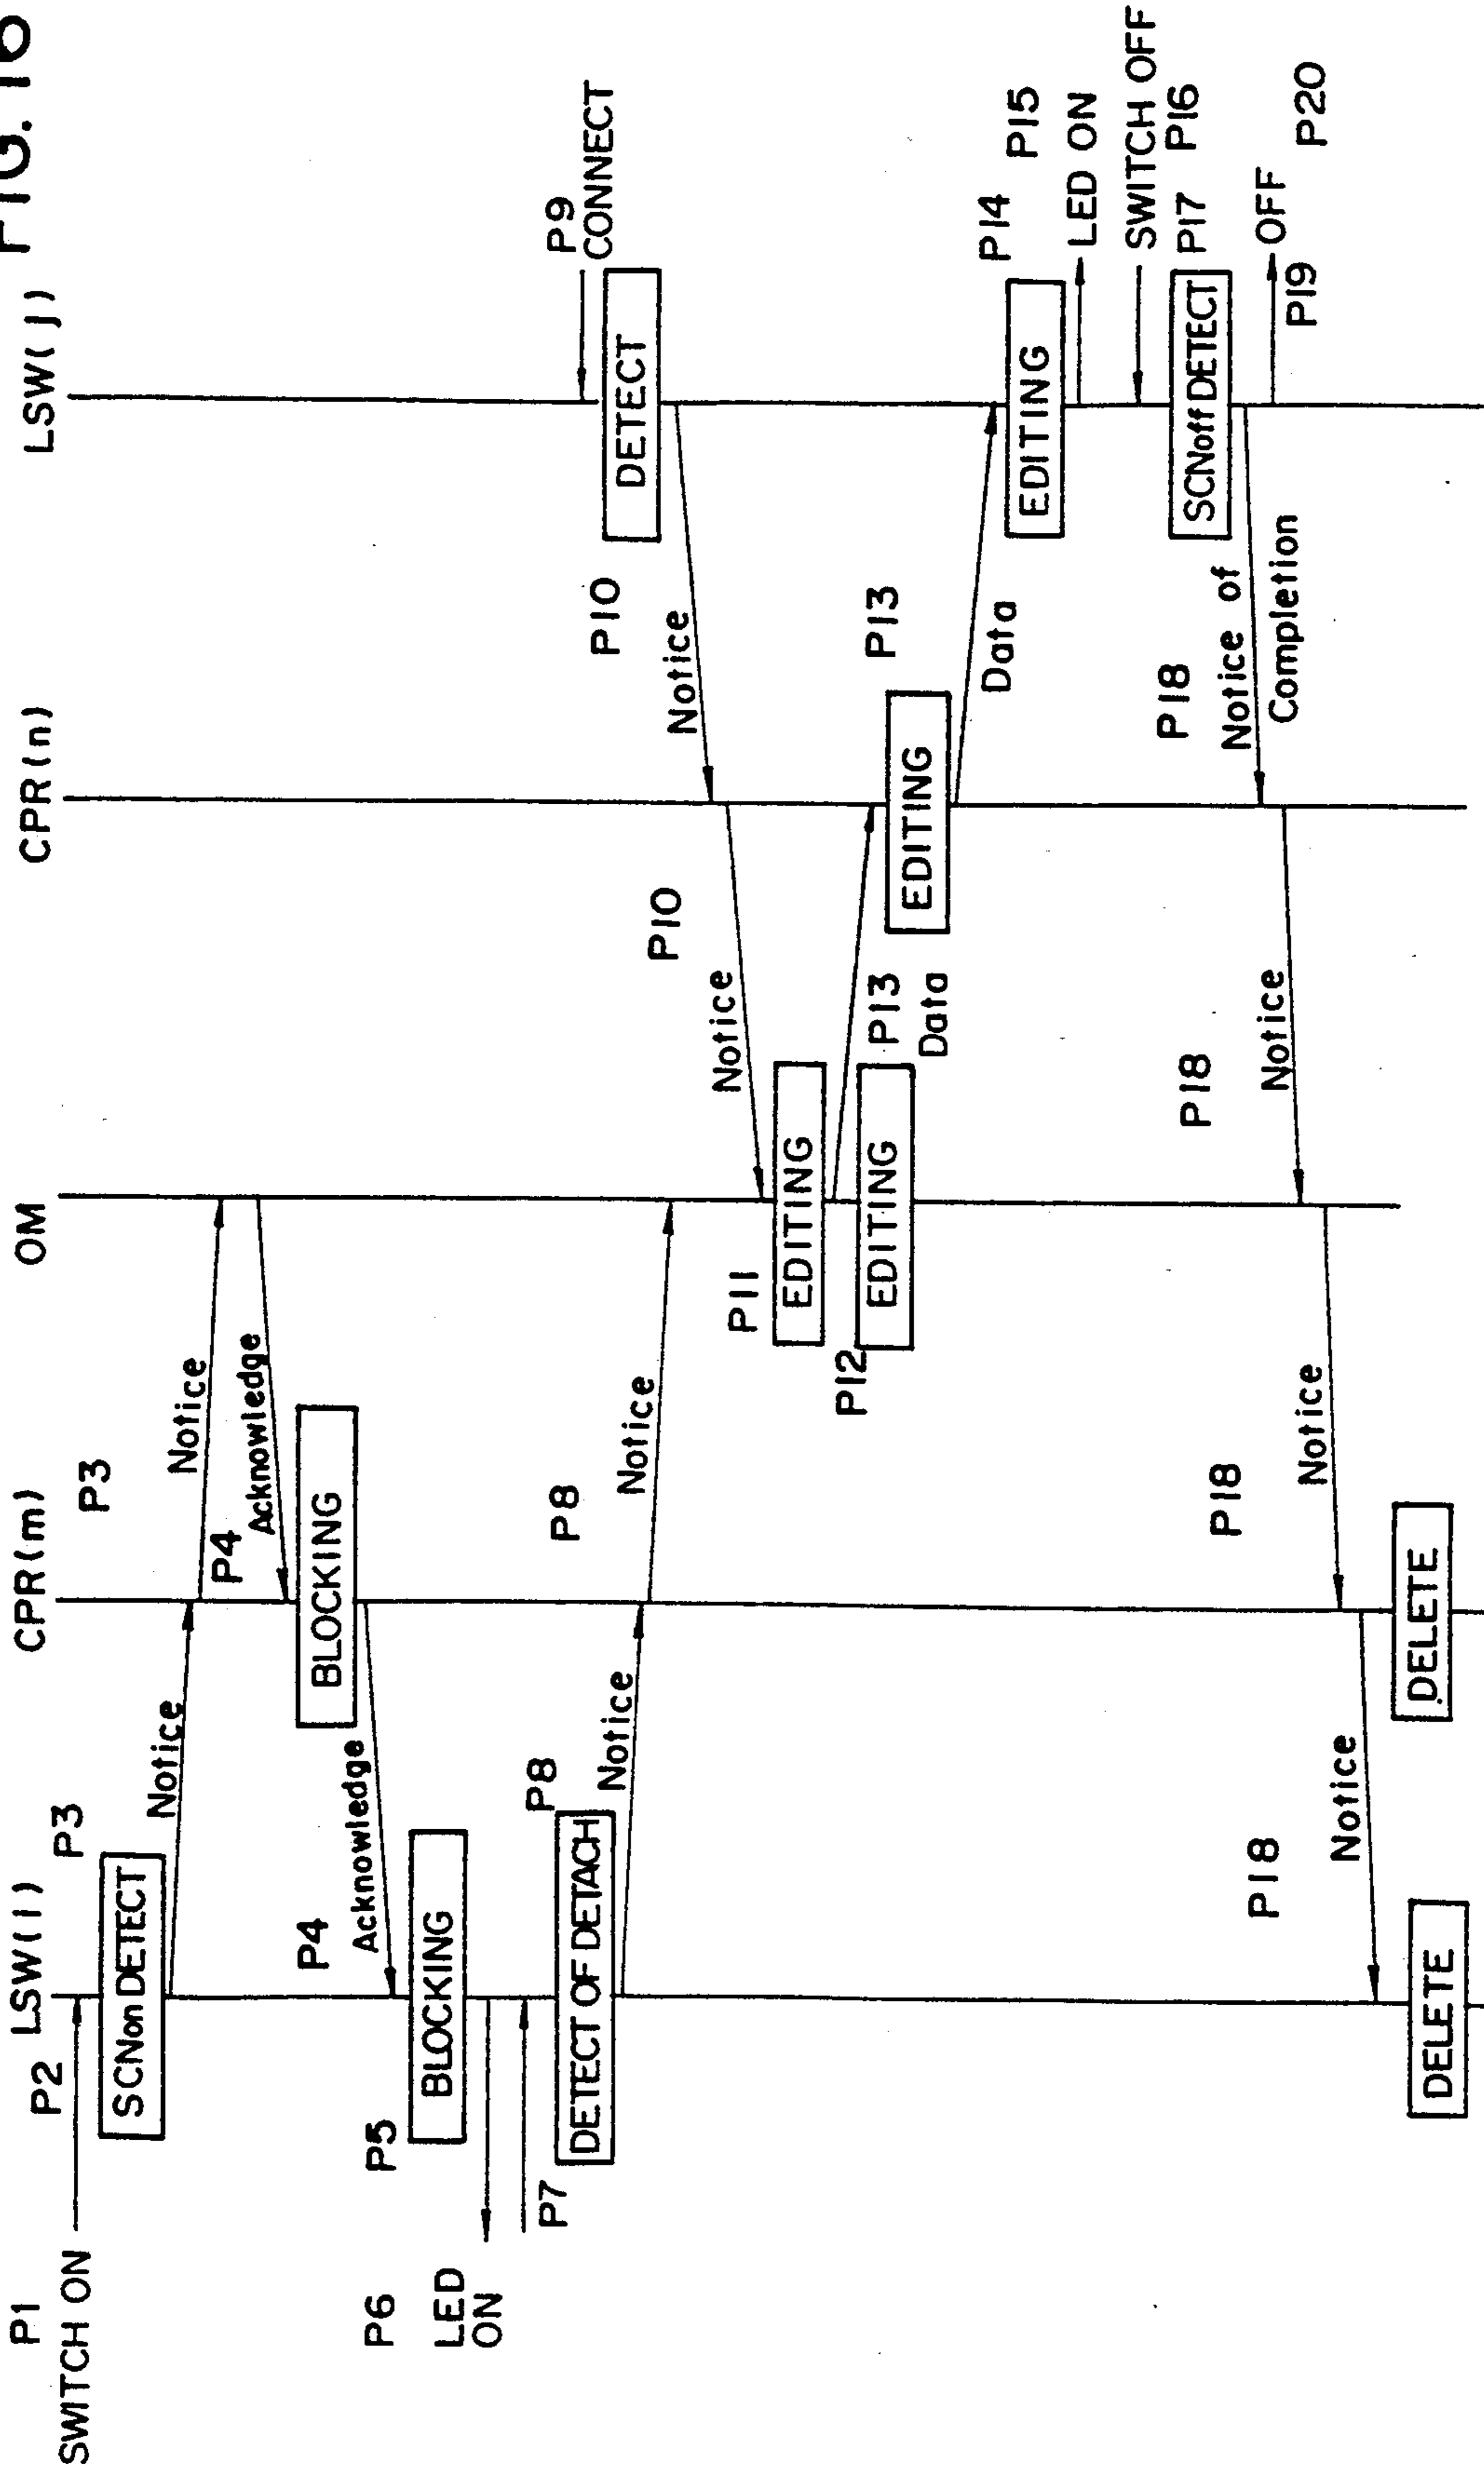 FIG. 16
LSW(I)
CPR(m)
OM
CPR(n)
LSW(J)
P1
SWITCH ON
P2
SCNon DETECT
P3
Notice
P3
Notice
P4
Acknowledge
BLOCKING
P4
Acknowledge
P5
BLOCKING
P6
LED
ON
P7
DETECT OF DETACH
P8
Notice
P8
Notice
P9
CONNECT
DETECT
P10
Notice
P10
Notice
P11
EDITING
P12
EDITING
P13
Data
EDITING
P13
Data
P14
EDITING
P15
LED ON
SWITCH OFF
P17 P16
SCNoff DETECT
OFF
P19
P20
P18
Notice of
Completion
P18
Notice
P18
Notice
DELETE
P18
Notice
DELETE